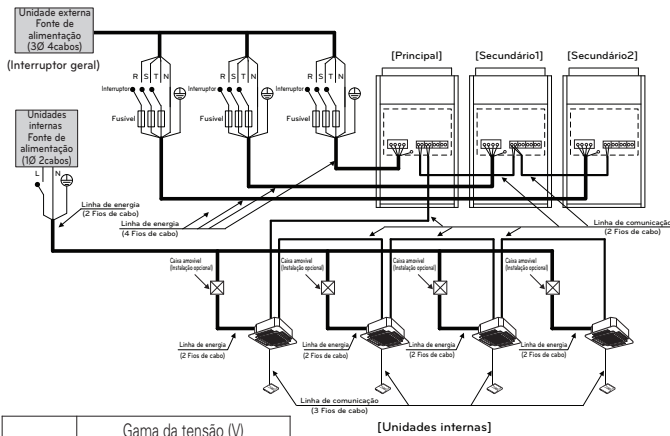 Unidade externa
Fonte de
alimentação
(3Ø 4cabos)
(Interruptor geral)
[Principal]
[Secundário1]
[Secundário2]
R S T N
R S T N
R S T N
Interruptor
Interruptor
Interruptor
Fusível
Fusível
Fusível
Unidades
internas
Fonte de
alimentação
(1Ø 2cabos)
L N
Linha de energia
(2 Fios de cabo)
Linha de energia
(4 Fios de cabo)
Linha de comunicação
(2 Fios de cabo)
Caixa amovível
(Instalação opcional)
Caixa amovível
(Instalação opcional)
Caixa amovível
(Instalação opcional)
Caixa amovível
(Instalação opcional)
Linha de energia
(2 Fios de cabo)
Linha de energia
(2 Fios de cabo)
Linha de energia
(2 Fios de cabo)
Linha de energia
(2 Fios de cabo)
Linha de comunicação
(3 Fios de cabo)
[Unidades internas]
Gama da tensão (V)